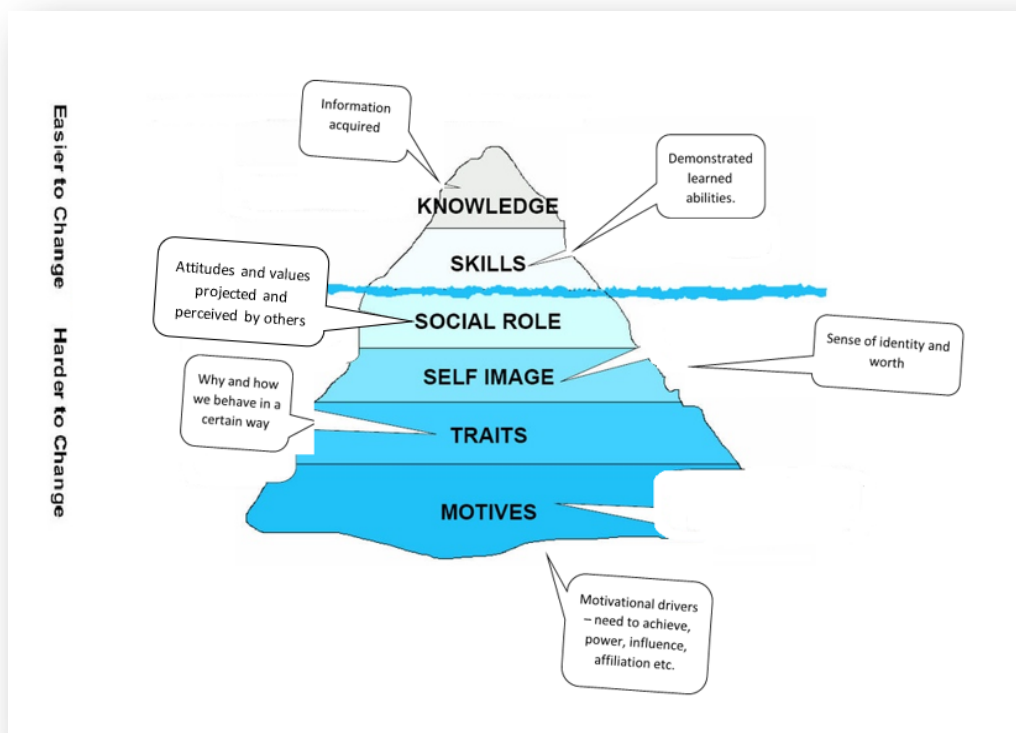 Easier to Change
Harder to Change
Information
acquired
Demonstrated
learned
abilities.
KNOWLEDGE
SKILLS
Attitudes and values
projected and
perceived by others
SOCIAL ROLE
Sense of identity and
worth
SELF IMAGE
Why and how
we behave in a
certain way
TRAITS
MOTIVES
Motivational drivers
– need to achieve,
power, influence,
affiliation etc.